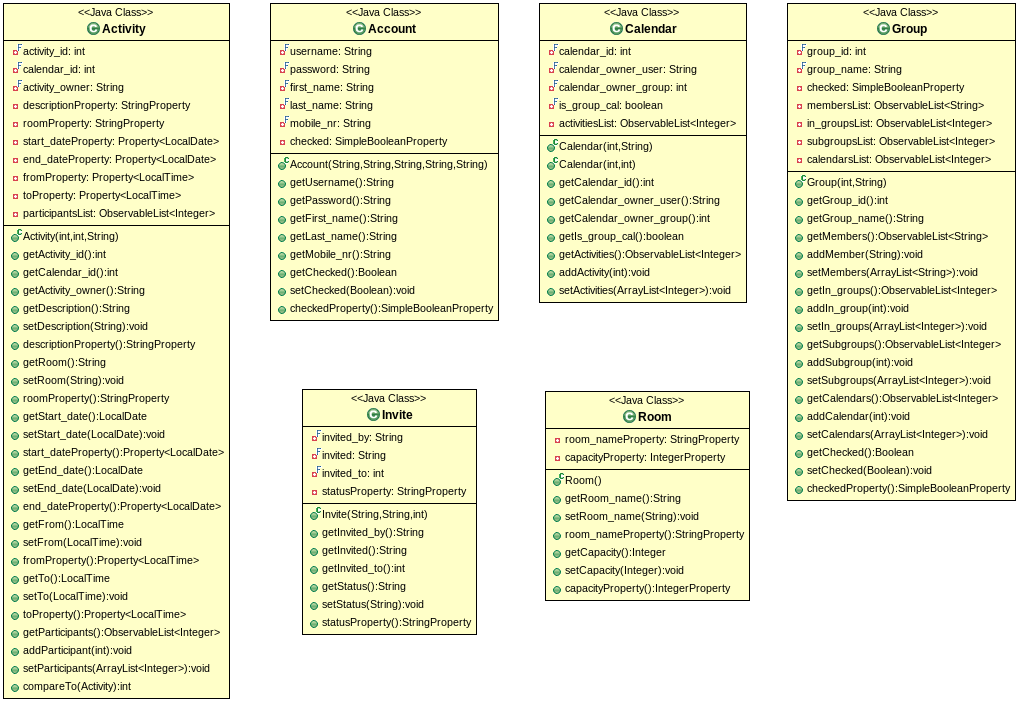 <<Java Class>>
Activity
activity_id: int
calendar_id: int
activity_owner: String
descriptionProperty: StringProperty
roomProperty: StringProperty
start_dateProperty: Property<LocalDate>
end_dateProperty: Property<LocalDate>
fromProperty: Property<LocalTime>
toProperty: Property<LocalTime>
participantsList: ObservableList<Integer>
Activity(int,int,String)
getActivity_id():int
getCalendar_id():int
getActivity_owner():String
getDescription():String
setDescription(String):void
descriptionProperty():StringProperty
getRoom():String
setRoom(String):void
roomProperty():StringProperty
getStart_date():LocalDate
setStart_date(LocalDate):void
start_dateProperty():Property<LocalDate>
getEnd_date():LocalDate
setEnd_date(LocalDate):void
end_dateProperty():Property<LocalDate>
getFrom():LocalTime
setFrom(LocalTime):void
fromProperty():Property<LocalTime>
getTo():LocalTime
setTo(LocalTime):void
toProperty():Property<LocalTime>
getParticipants():ObservableList<Integer>
addParticipant(int):void
setParticipants(ArrayList<Integer>):void
compareTo(Activity):int
<<Java Class>>
Account
username: String
password: String
first_name: String
last_name: String
mobile_nr: String
checked: SimpleBooleanProperty
Account(String,String,String,String,String)
getUsername():String
getPassword():String
getFirst_name():String
getLast_name():String
getMobile_nr():String
getChecked():Boolean
setChecked(Boolean):void
checkedProperty():SimpleBooleanProperty
<<Java Class>>
Calendar
calendar_id: int
calendar_owner_user: String
calendar_owner_group: int
is_group_cal: boolean
activitiesList: ObservableList<Integer>
Calendar(int,String)
Calendar(int,int)
getCalendar_id():int
getCalendar_owner_user():String
getCalendar_owner_group():int
getIs_group_cal():boolean
getActivities():ObservableList<Integer>
addActivity(int):void
setActivities(ArrayList<Integer>):void
<<Java Class>>
Group
group_id: int
group_name: String
checked: SimpleBooleanProperty
membersList: ObservableList<String>
in_groupsList: ObservableList<Integer>
subgroupsList: ObservableList<Integer>
calendarsList: ObservableList<Integer>
Group(int,String)
getGroup_id():int
getGroup_name():String
getMembers():ObservableList<String>
addMember(String):void
setMembers(ArrayList<String>):void
getIn_groups():ObservableList<Integer>
addIn_group(int):void
setIn_groups(ArrayList<Integer>):void
getSubgroups():ObservableList<Integer>
addSubgroup(int):void
setSubgroups(ArrayList<Integer>):void
getCalendars():ObservableList<Integer>
addCalendar(int):void
setCalendars(ArrayList<Integer>):void
getChecked():Boolean
setChecked(Boolean):void
checkedProperty():SimpleBooleanProperty
<<Java Class>>
Invite
invited_by: String
invited: String
invited_to: int
statusProperty: StringProperty
Invite(String,String,int)
getInvited_by():String
getInvited():String
getInvited_to():int
getStatus():String
setStatus(String):void
statusProperty():StringProperty
<<Java Class>>
Room
room_nameProperty: StringProperty
capacityProperty: IntegerProperty
Room()
getRoom_name():String
setRoom_name(String):void
room_nameProperty():StringProperty
getCapacity():Integer
setCapacity(Integer):void
capacityProperty():IntegerProperty